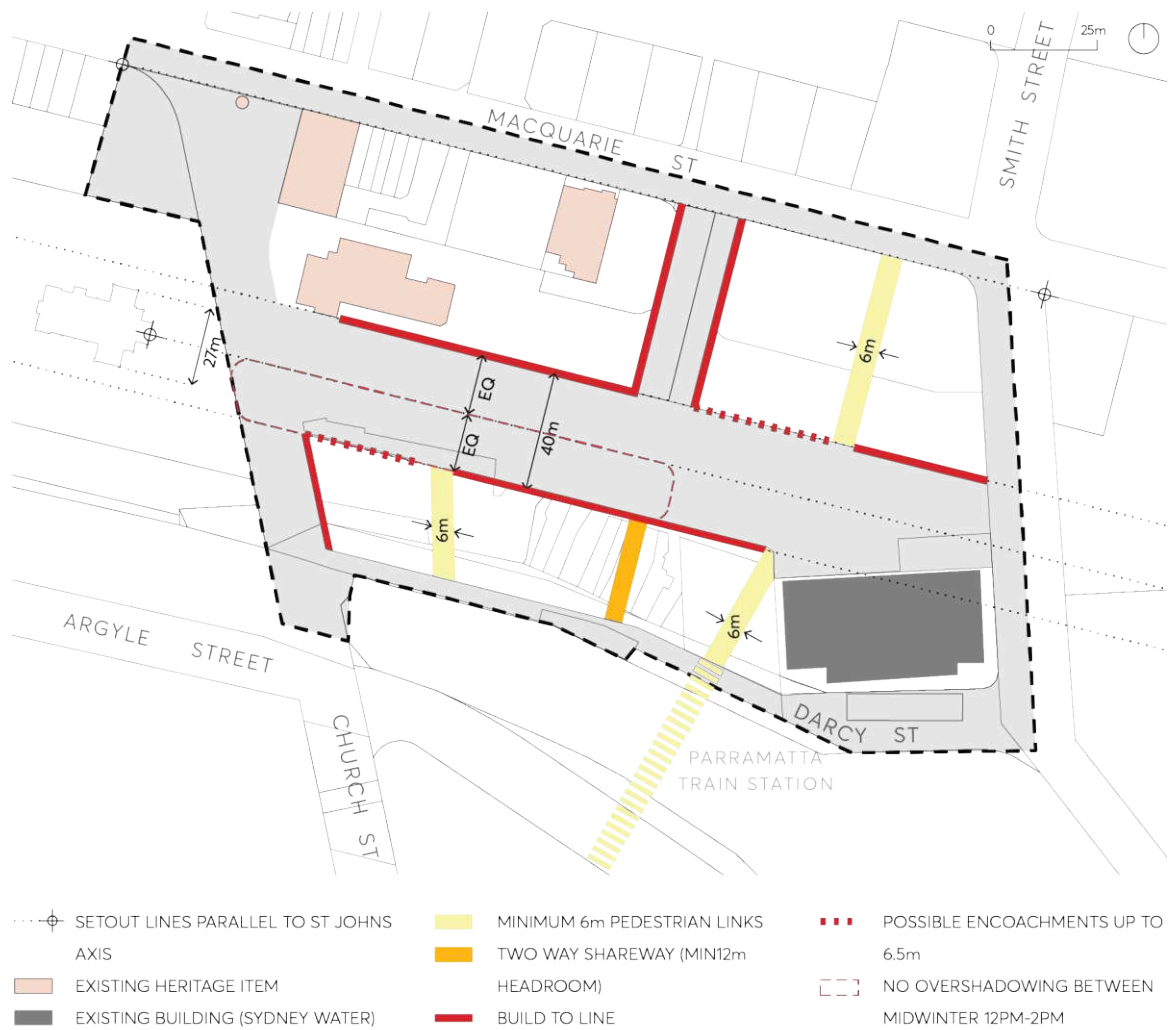 0 25m
SMITH STREET
MACQUARIE ST
6m
27m
EQ
40m
EQ
6m
6m
ARGYLE STREET
CHURCH ST
DARCY ST
PARRAMATTA
TRAIN STATION
SETOUT LINES PARALLEL TO ST JOHNS
AXIS
EXISTING HERITAGE ITEM
EXISTING BUILDING (SYDNEY WATER)
MINIMUM 6m PEDESTRIAN LINKS
TWO WAY SHAREWAY (MIN12m
HEADROOM)
BUILD TO LINE
POSSIBLE ENCOACHMENTS UP TO
6.5m
NO OVERSHADOWING BETWEEN
MIDWINTER 12PM-2PM